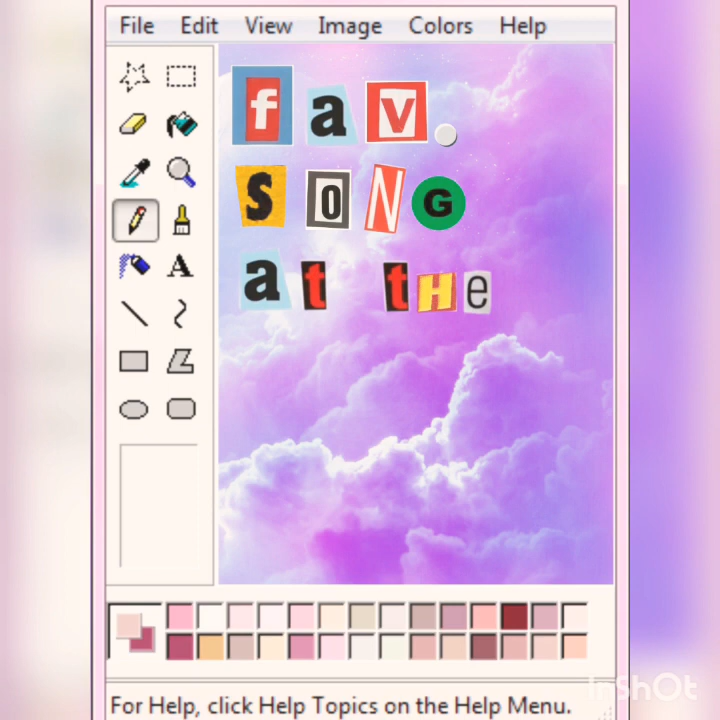 File Edit View Image Colors Help
fav.
SONG
at the
For Help, click Help Topics on the Help Menu.
InShOt